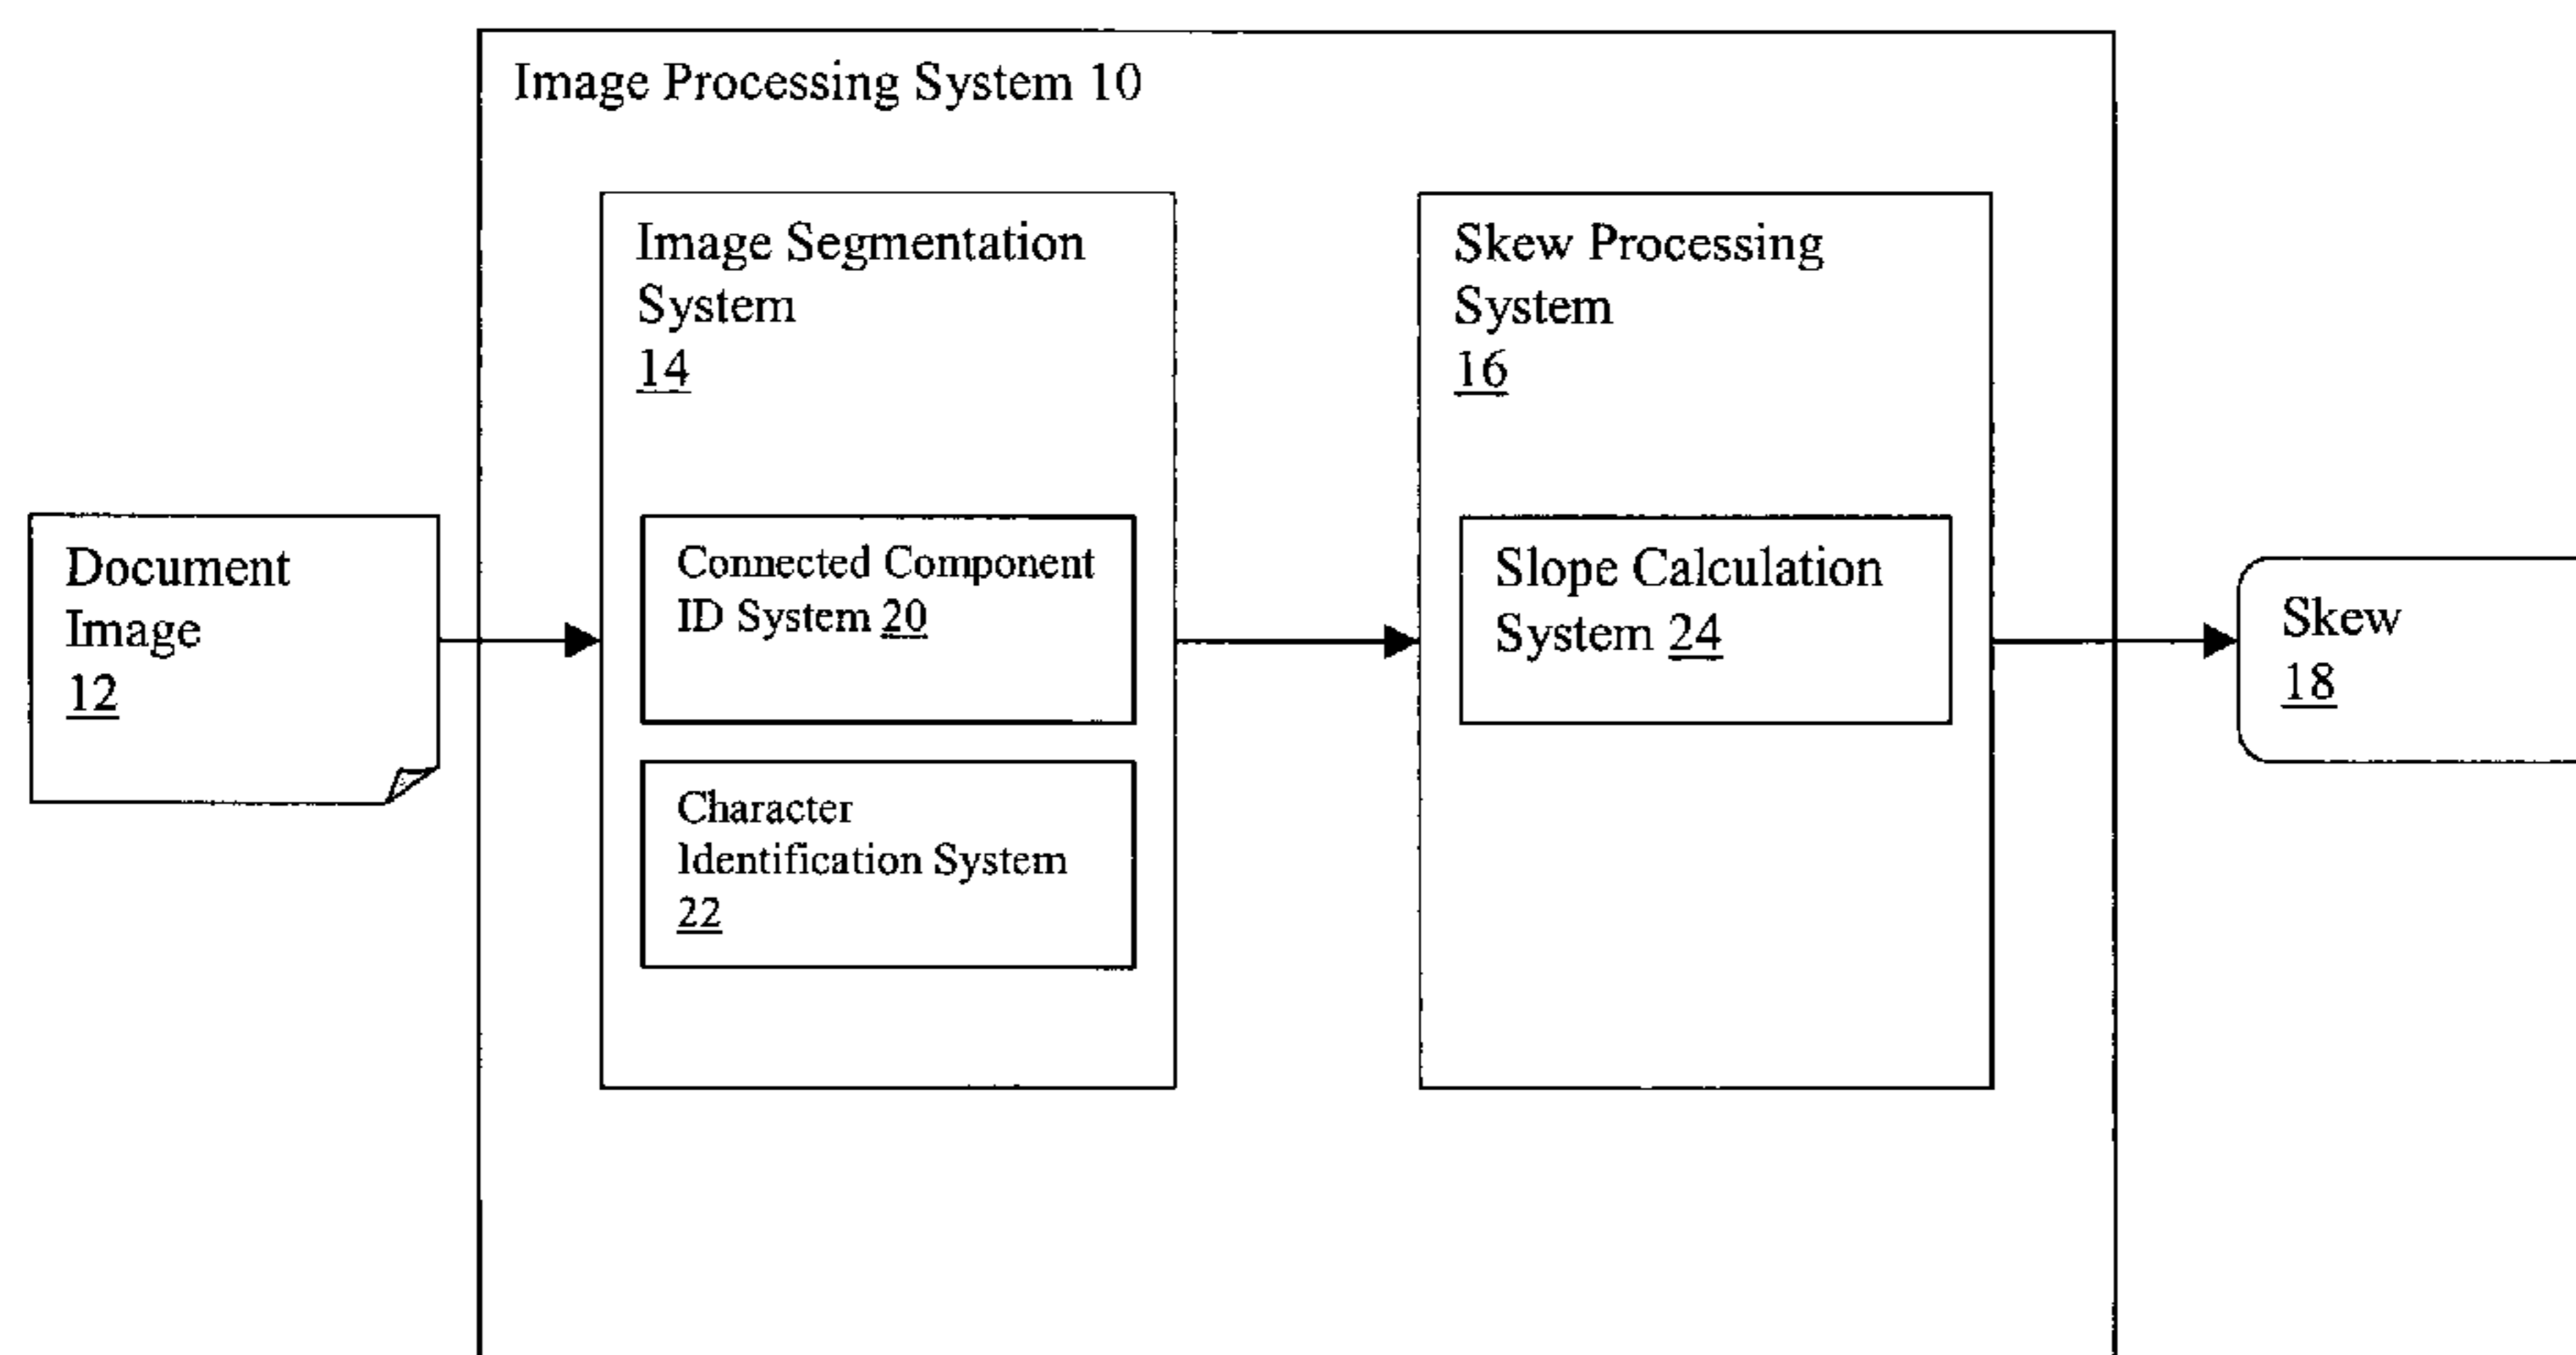 Image Processing System 10
Document
Image
12
Image Segmentation
System
14
Connected Component
ID System 20
Character
Identification System
22
Skew Processing
System
16
Slope Calculation
System 24
Skew
18